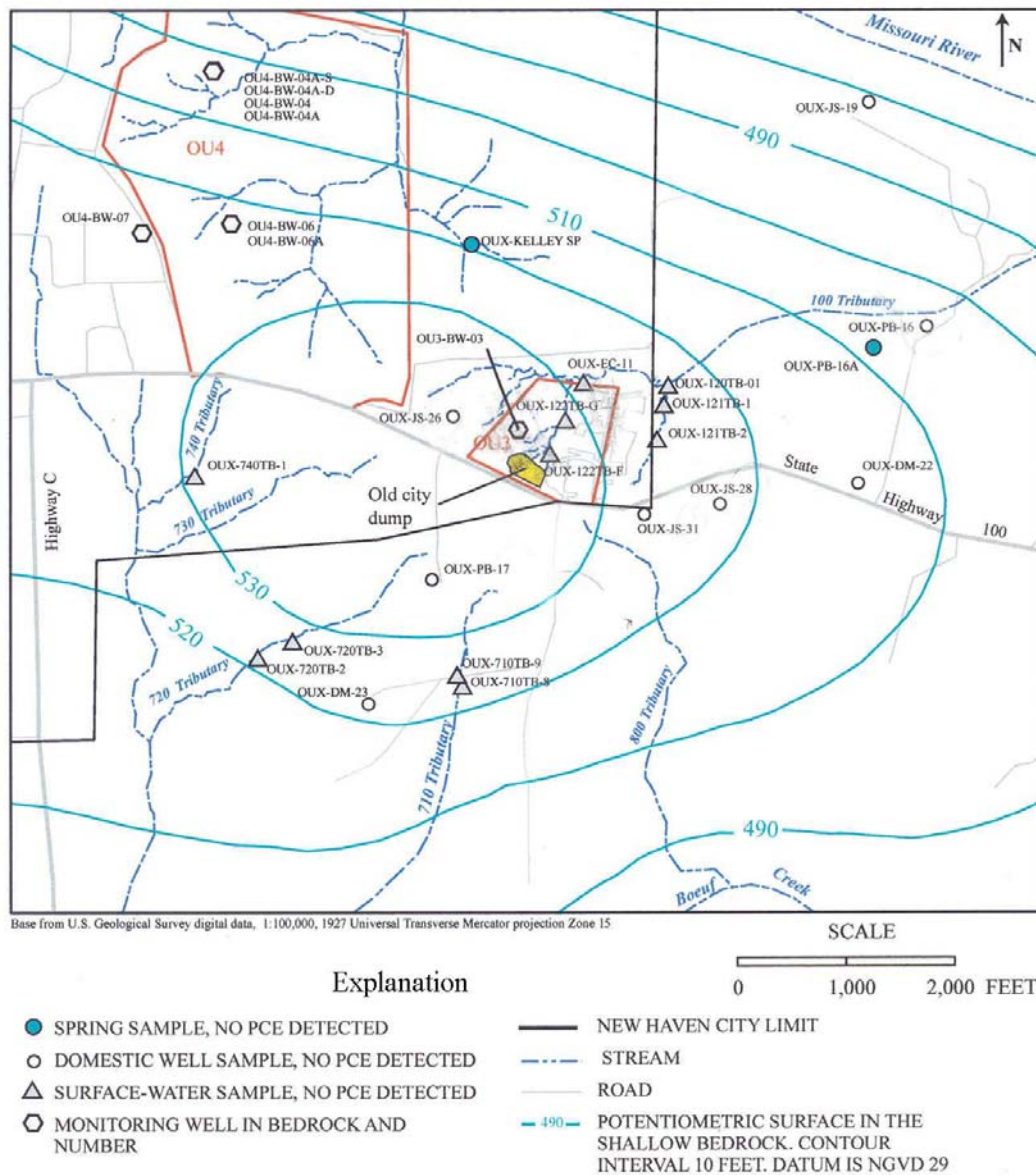 Missouri River
N
OUX-JS-19
OU4-BW-04A-S
OU4-BW-04A-D
OU4-BW-04
OU4-BW-04A
490
OU4
510
OU4-BW-07
OU4-BW-06
OU4-BW-06A
OUX-KELLEY SP
100 Tributary
OUX-PB-16
OU3-BW-03
OUX-PB-16A
OUX-EC-11
OUX-120TB-01
OUX-122TB-G
OUX-121TB-1
OUX-JS-26
740 Tributary
OU3
OUX-121TB-2
OUX-740TB-1
OUX-122TB-F
State
Highway
100
OUX-DM-22
Old city
dump
OUX-JS-28
730 Tributary
OUX-JS-31
Highway C
OUX-PB-17
530
520
OUX-720TB-3
OUX-720TB-2
720 Tributary
OUX-710TB-9
OUX-710TB-8
OUX-DM-23
710 Tributary
800 Tributary
490
Boeuf
Creek
Base from U.S. Geological Survey digital data, 1:100,000, 1927 Universal Transverse Mercator projection Zone 15
SCALE
0 1,000 2,000 FEET
Explanation
SPRING SAMPLE, NO PCE DETECTED
DOMESTIC WELL SAMPLE, NO PCE DETECTED
SURFACE-WATER SAMPLE, NO PCE DETECTED
MONITORING WELL IN BEDROCK AND
NUMBER
NEW HAVEN CITY LIMIT
STREAM
ROAD
490
POTENTIOMETRIC SURFACE IN THE
SHALLOW BEDROCK. CONTOUR
INTERVAL 10 FEET. DATUM IS NGVD 29